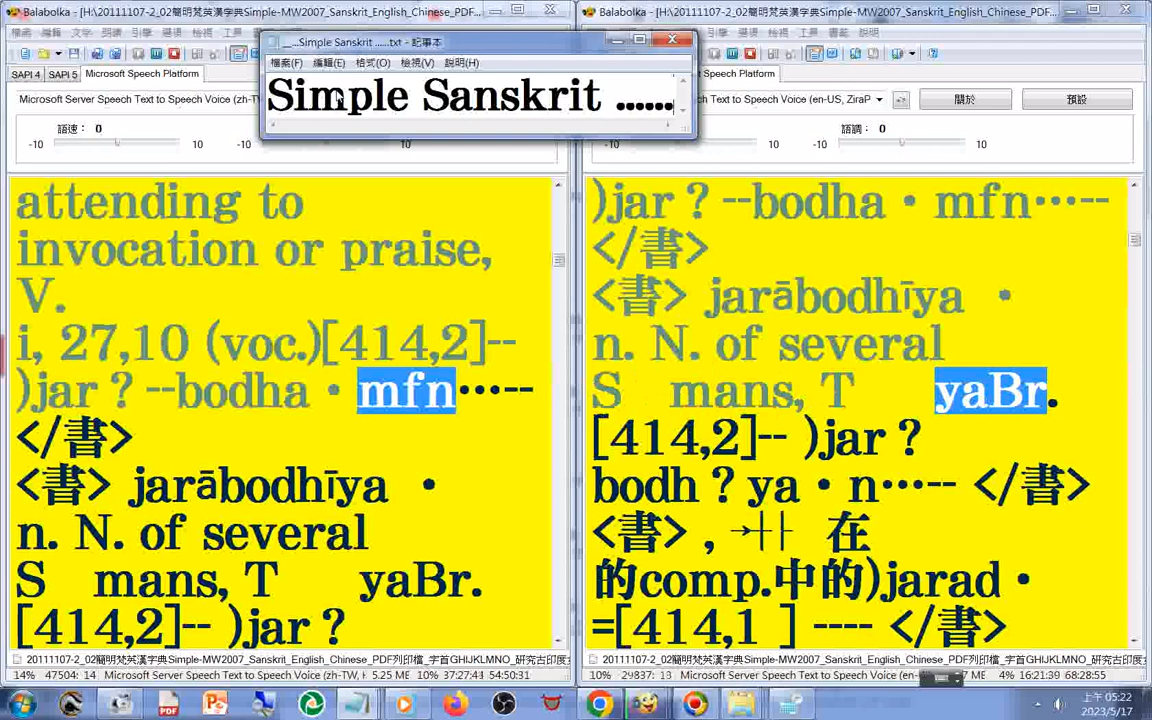 Balabolka - [H:\20111107-2_02簡明梵英漢字典Simple-MW2007_Sanskrit_English_Chinese_PDF...
Balabolka - [H:\20111107-2_02簡明梵英漢字典Simple-MW2007_Sanskrit_English_Chinese_PDF...
__...Simple Sanskrit ......txt - 記事本
檔案(F) 編輯(E) 格式(O) 檢視(V) 說明(H)
Simple Sanskrit ......
SAPI 4 SAPI 5 Microsoft Speech Platform
Microsoft Server Speech Text to Speech Voice (zh-TW
語速： 0
-10 10 -10 10
attending to
invocation or praise,
V.
i, 27,10 (voc.)[414,2]--
)jar ? --bodha • mfn…--
</書>
<書> jarābodhīya •
n. N. of several
S mans, T yaBr.
[414,2]-- )jar ?
20111107-2_02簡明梵英漢字典Simple-MW2007_Sanskrit_English_Chinese_PDF列印檔_字首GHIJKLMNO_研究古印度
14% 47504: 14 Microsoft Server Speech Text to Speech Voice (zh-TW, 5.25 MB 10% 37:27:43 54:50:31
t Speech Platform
Microsoft Server Speech Text to Speech Voice (en-US, ZiraP 關於 預設
語調： 0
-10 10
)jar ? --bodha • mfn…--
</書>
<書> jarābodhīya •
n. N. of several
S mans, T yaBr.
[414,2]-- )jar ?
bodh ? ya • n…-- </書>
<書> , 在
的comp.中的)jarad •
=[414,1 ] ---- </書>
20111107-2_02簡明梵英漢字典Simple-MW2007_Sanskrit_English_Chinese_PDF列印檔_字首GHIJKLMNO_研究古印度
10% 29837: 13 Microsoft Server Speech Text to Speech Voice (en-US, 4% 16:21:39 68:28:55
上午 05:22
2023/5/17